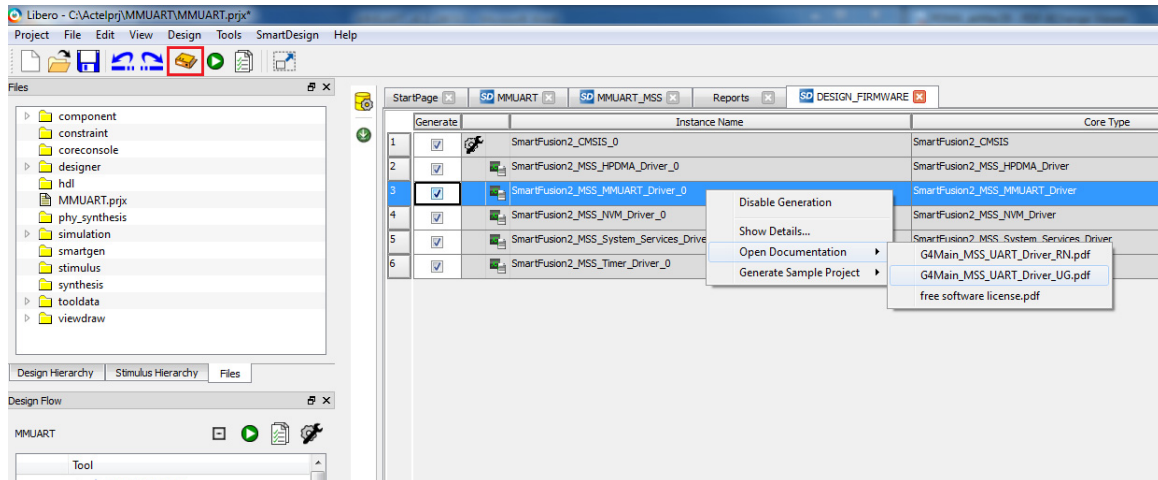 Libero - C:\Actelprj\MMUART\MMUART.prjx*
Project File Edit View Design Tools SmartDesign Help
Files
component
constraint
coreconsole
designer
hdl
MMUART.prjx
phy_synthesis
simulation
smartgen
stimulus
synthesis
tooldata
viewdraw
Design Hierarchy Stimulus Hierarchy Files
Design Flow
MMUART
Tool
StartPage SD MMUART SD MMUART_MSS Reports SD DESIGN_FIRMWARE
Generate Instance Name Core Type
1 SmartFusion2_CMSIS_0 SmartFusion2_CMSIS
2 SmartFusion2_MSS_HPDMA_Driver_0 SmartFusion2_MSS_HPDMA_Driver
3 SmartFusion2_MSS_MMUART_Driver_0 SmartFusion2_MSS_MMUART_Driver
4 SmartFusion2_MSS_NVM_Driver_0 SmartFusion2_MSS_NVM_Driver
5 SmartFusion2_MSS_System_Services_Drive SmartFusion2_MSS_System_Services_Driver
6 SmartFusion2_MSS_Timer_Driver_0
Disable Generation
Show Details...
Open Documentation
Generate Sample Project
G4Main_MSS_UART_Driver_RN.pdf
G4Main_MSS_UART_Driver_UG.pdf
free software license.pdf